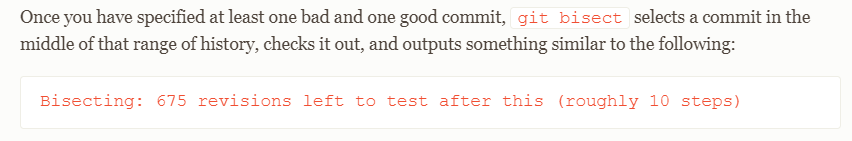 Once you have specified at least one bad and one good commit, git bisect selects a commit in the
middle of that range of history, checks it out, and outputs something similar to the following:
Bisecting: 675 revisions left to test after this (roughly 10 steps)